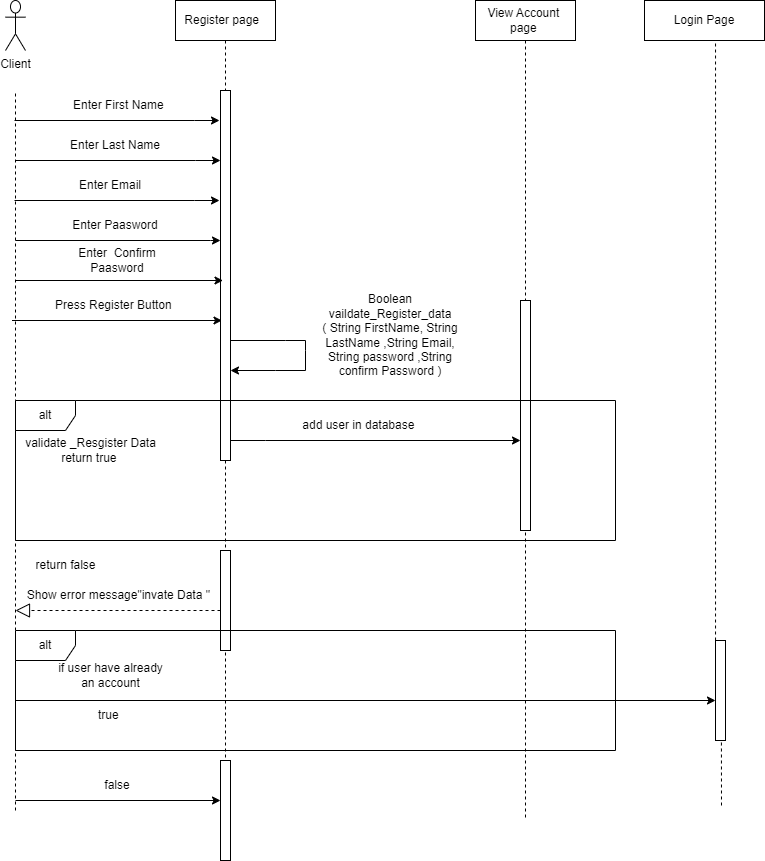 Register page
View Account
page
Login Page
Client
Enter First Name
Enter Last Name
Enter Email
Enter Paasword
Enter  Confirm
Paasword
Press Register Button
Boolean
vaildate_Register_data
( String FirstName, String
LastName ,String Email,
String password ,String
confirm Password )
alt
validate _Resgister Data
return true
add user in database
return false
Show error message"invate Data "
alt
if user have already
an account
true
false